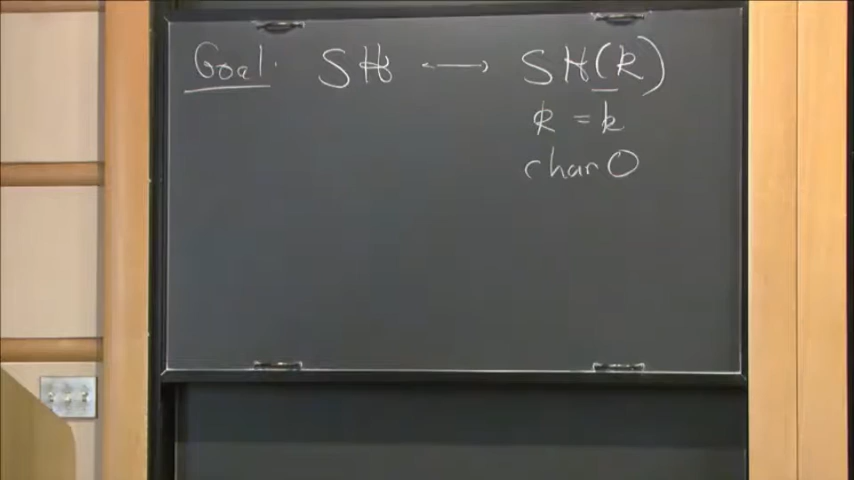 Goal: SH ⟷ SH(k)
k = k̄
char 0